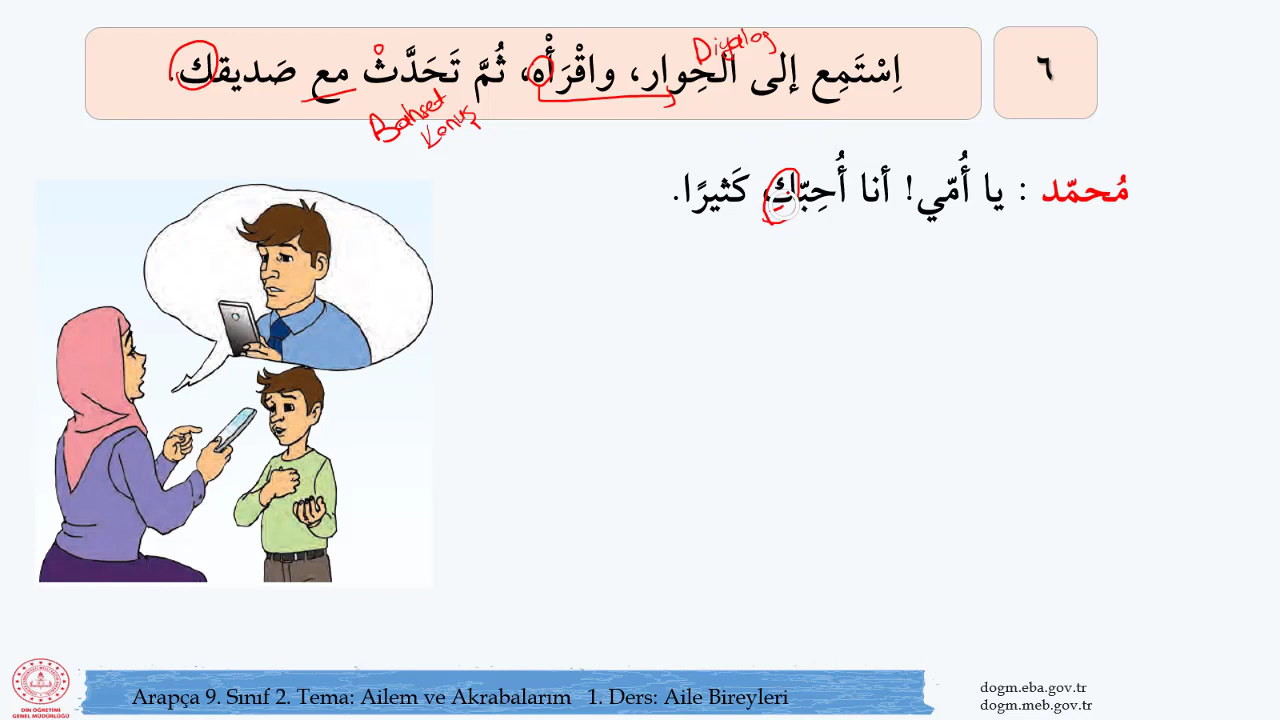 ٦
اِسْتَمِع إلى الحِوار، واقْرَأْه، ثُمَّ تَحَدَّثْ مع صَديقك.
Diyalog
Bahset
Konuş
مُحمّد : يا أُمّي! أنا أُحِبّكِ، كَثيرًا.
DİN ÖĞRETİMİ
GENEL MÜDÜRLÜĞÜ
Arapça 9. Sınıf 2. Tema: Ailem ve Akrabalarım 1. Ders: Aile Bireyleri
dogm.eba.gov.tr
dogm.meb.gov.tr